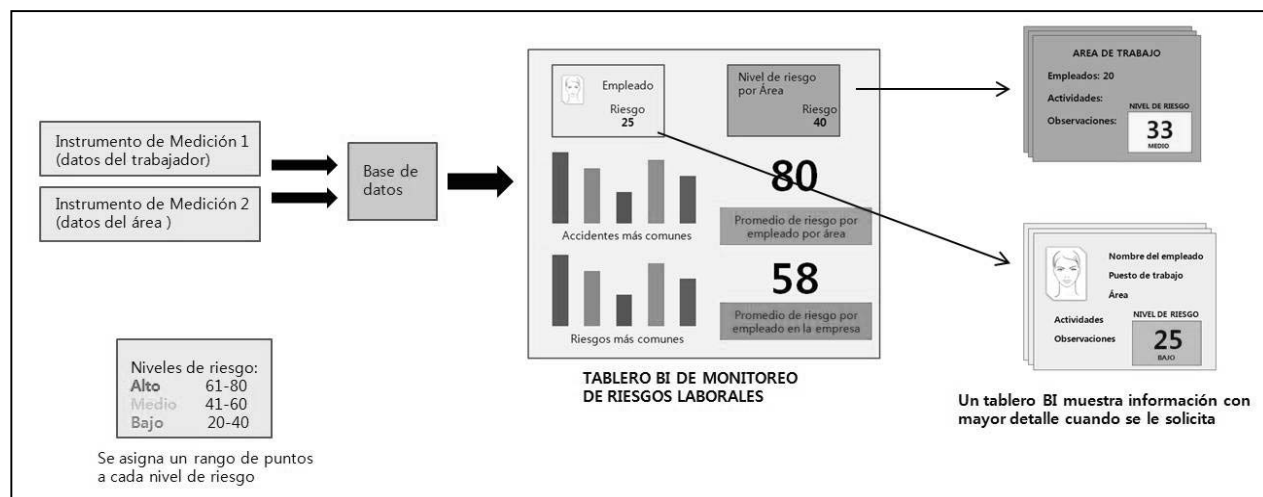 Instrumento de Medición 1
(datos del trabajador)
Instrumento de Medición 2
(datos del área )
Base de
datos
Niveles de riesgo:
Alto 61-80
Medio 41-60
Bajo 20-40
Se asigna un rango de puntos
a cada nivel de riesgo
Empleado
Riesgo
25
Nivel de riesgo
por Área
Riesgo
40
Accidentes más comunes
80
Promedio de riesgo por
empleado por área
Riesgos más comunes
58
Promedio de riesgo por
empleado en la empresa
TABLERO BI DE MONITOREO
DE RIESGOS LABORALES
AREA DE TRABAJO
Empleados: 20
Actividades:
Observaciones:
NIVEL DE RIESGO
33
MEDIO
Nombre del empleado
Puesto de trabajo
Área
Actividades
Observaciones
NIVEL DE RIESGO
25
BAJO
Un tablero BI muestra información con
mayor detalle cuando se le solicita